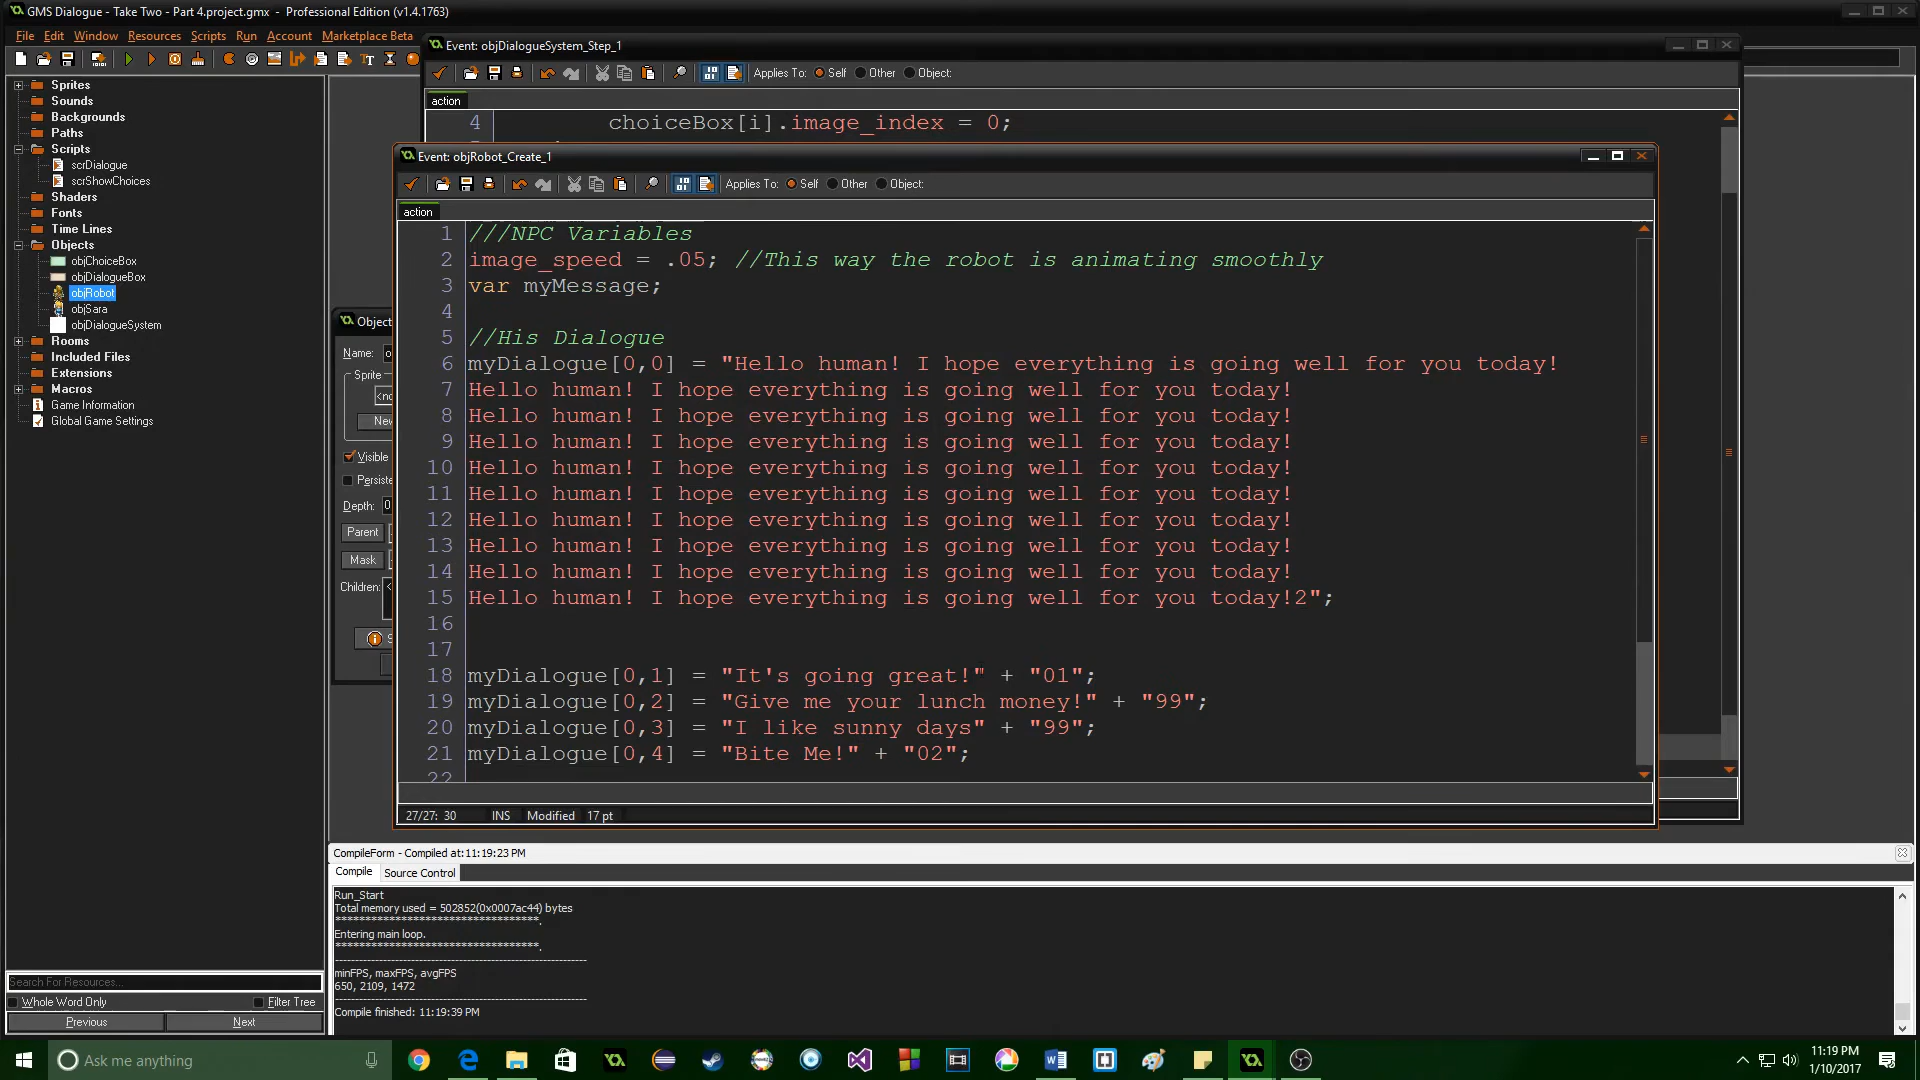 GMS Dialogue - Take Two - Part 4.project.gmx - Professional Edition (v1.4.1763)
File Edit Window Resources Scripts Run Account Marketplace Beta
Sprites
Sounds
Backgrounds
Paths
Scripts
scrDialogue
scrShowChoices
Shaders
Fonts
Time Lines
Objects
objChoiceBox
objDialogueBox
objRobot
objSara
objDialogueSystem
Rooms
Included Files
Extensions
Macros
Game Information
Global Game Settings
Search For Resources...
Whole Word Only Filter Tree
Previous Next
Event: objDialogueSystem_Step_1
Applies To: Self Other Object:
action
4 choiceBox[i].image_index = 0;
Object
Name: o
Sprite
<no
New
Visible
Persiste
Depth: 0
Parent
Mask
Children: <
Event: objRobot_Create_1
Applies To: Self Other Object:
action
1 ///NPC Variables
2 image_speed = .05; //This way the robot is animating smoothly
3 var myMessage;
4
5 //His Dialogue
6 myDialogue[0,0] = "Hello human! I hope everything is going well for you today!
7 Hello human! I hope everything is going well for you today!
8 Hello human! I hope everything is going well for you today!
9 Hello human! I hope everything is going well for you today!
10 Hello human! I hope everything is going well for you today!
11 Hello human! I hope everything is going well for you today!
12 Hello human! I hope everything is going well for you today!
13 Hello human! I hope everything is going well for you today!
14 Hello human! I hope everything is going well for you today!
15 Hello human! I hope everything is going well for you today!2";
16
17
18 myDialogue[0,1] = "It's going great!" + "01";
19 myDialogue[0,2] = "Give me your lunch money!" + "99";
20 myDialogue[0,3] = "I like sunny days" + "99";
21 myDialogue[0,4] = "Bite Me!" + "02";
22
27/27: 30 INS Modified 17 pt
CompileForm - Compiled at:11:19:23 PM
Compile Source Control
Run_Start
Total memory used = 502852(0x0007ac44) bytes
***********************************.
Entering main loop.
***********************************.
minFPS, maxFPS, avgFPS
650, 2109, 1472
Compile finished: 11:19:39 PM
Ask me anything
11:19 PM
1/10/2017